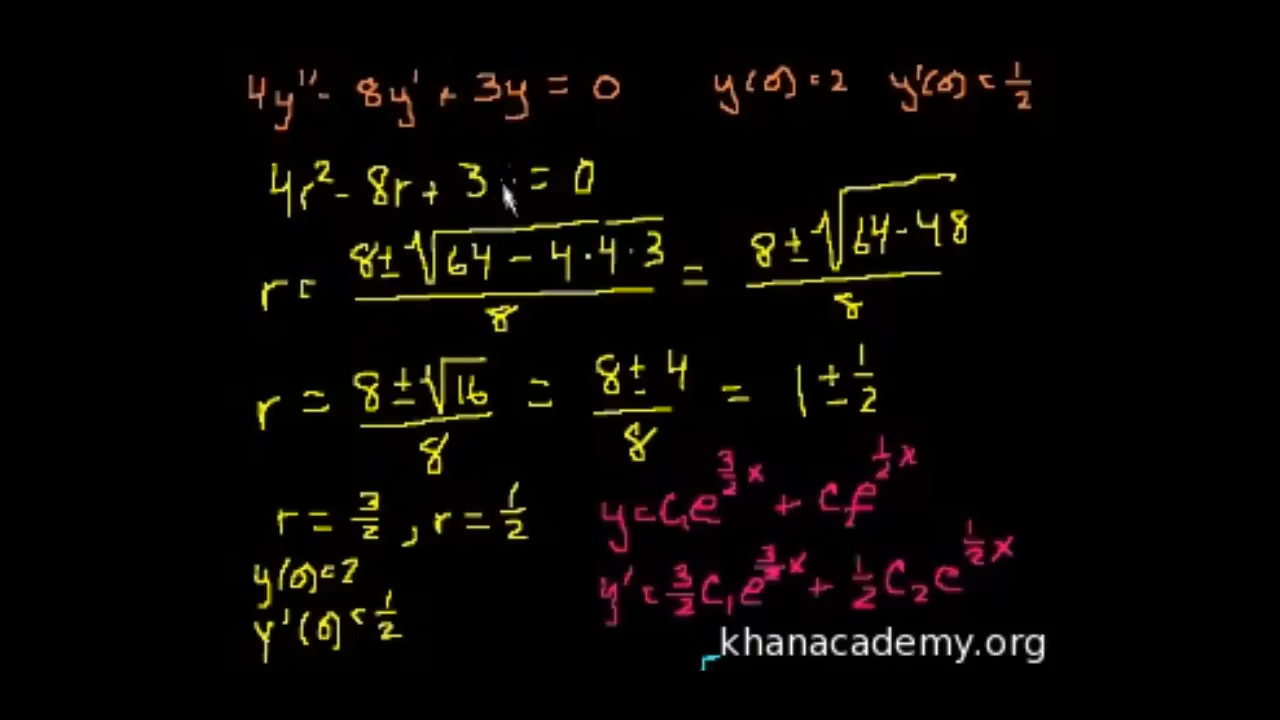 4y'' - 8y' + 3y = 0   y(0) = 2   y'(0) = 1/2
4r² - 8r + 3 = 0
r = (8 ± √(64 - 4·4·3))/8 = (8 ± √(64-48))/8
r = (8 ± √16)/8 = (8 ± 4)/8 = 1 ± 1/2
r = 3/2, r = 1/2   y = C₁e^(3/2 x) + C₂e^(1/2 x)
y(0) = 2   y' = 3/2 C₁e^(3/2 x) + 1/2 C₂e^(1/2 x)
y'(0) = 1/2
khanacademy.org